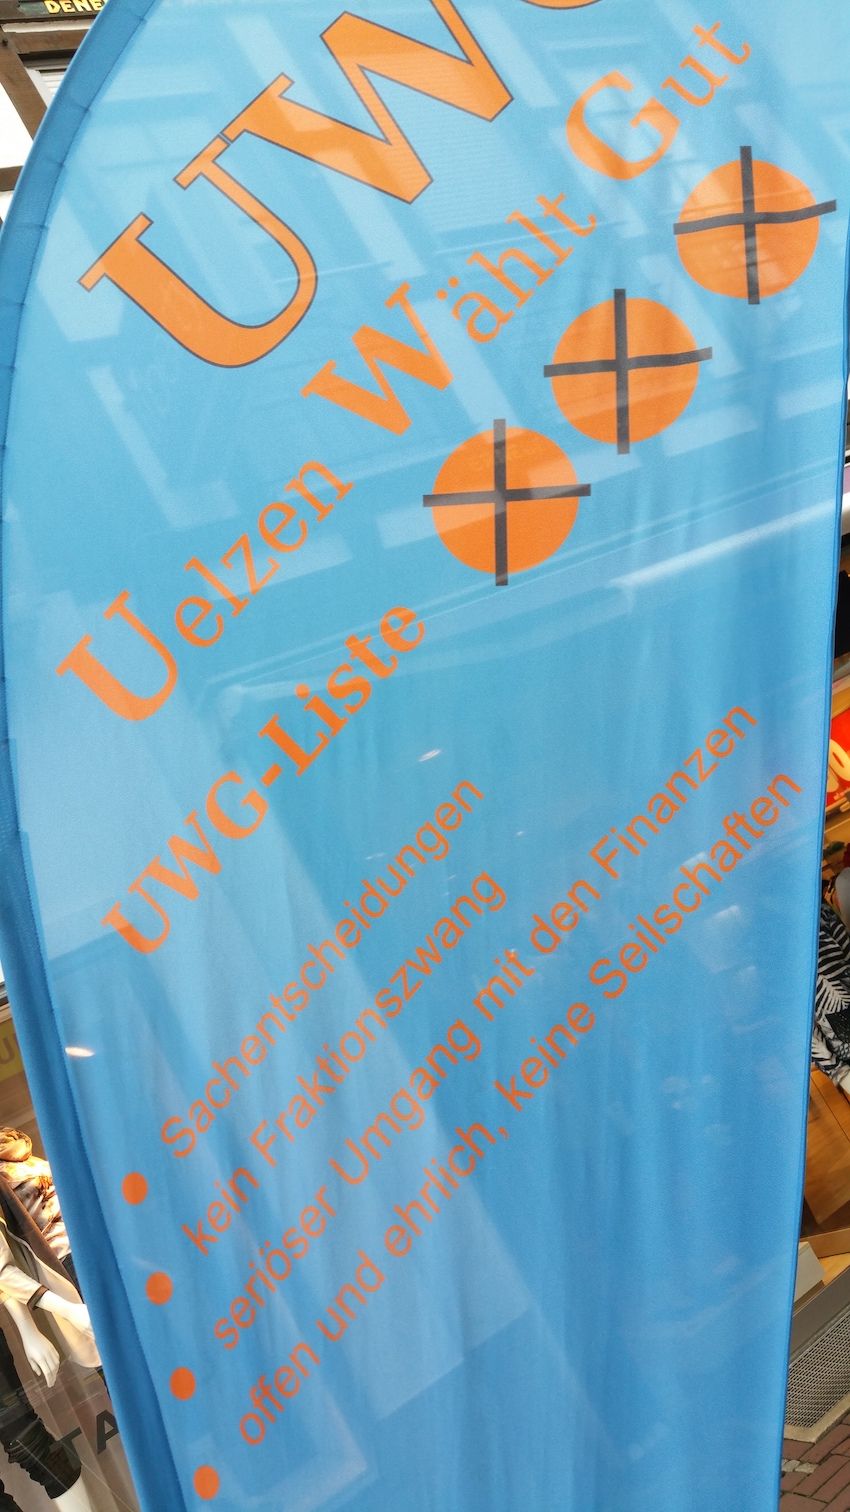 DENE
UWG
Uelzen Wählt Gut
UWG-Liste
Sachentscheidungen
kein Fraktionszwang
seriöser Umgang mit den Finanzen
offen und ehrlich, keine Seilschaften